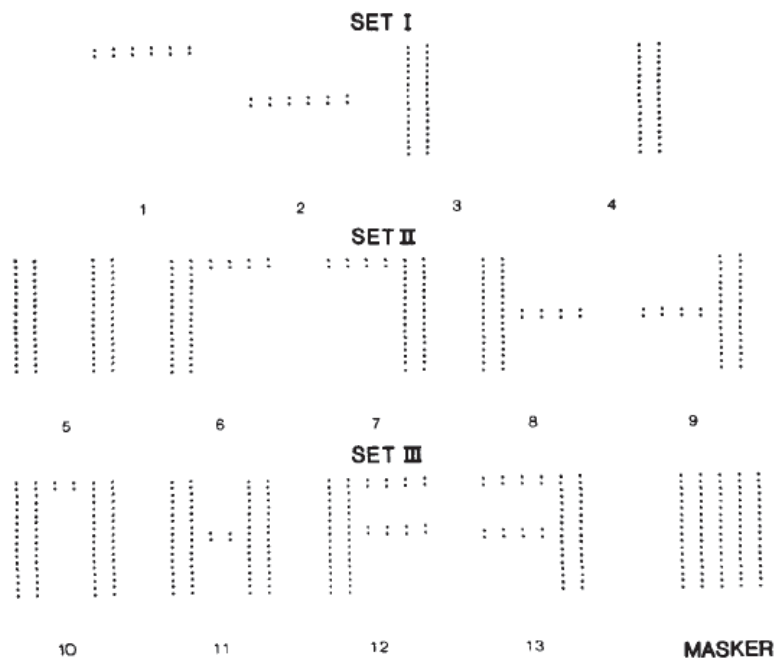 SET I
1 2 3 4
SET II
5 6 7 8 9
SET III
10 11 12 13 MASKER